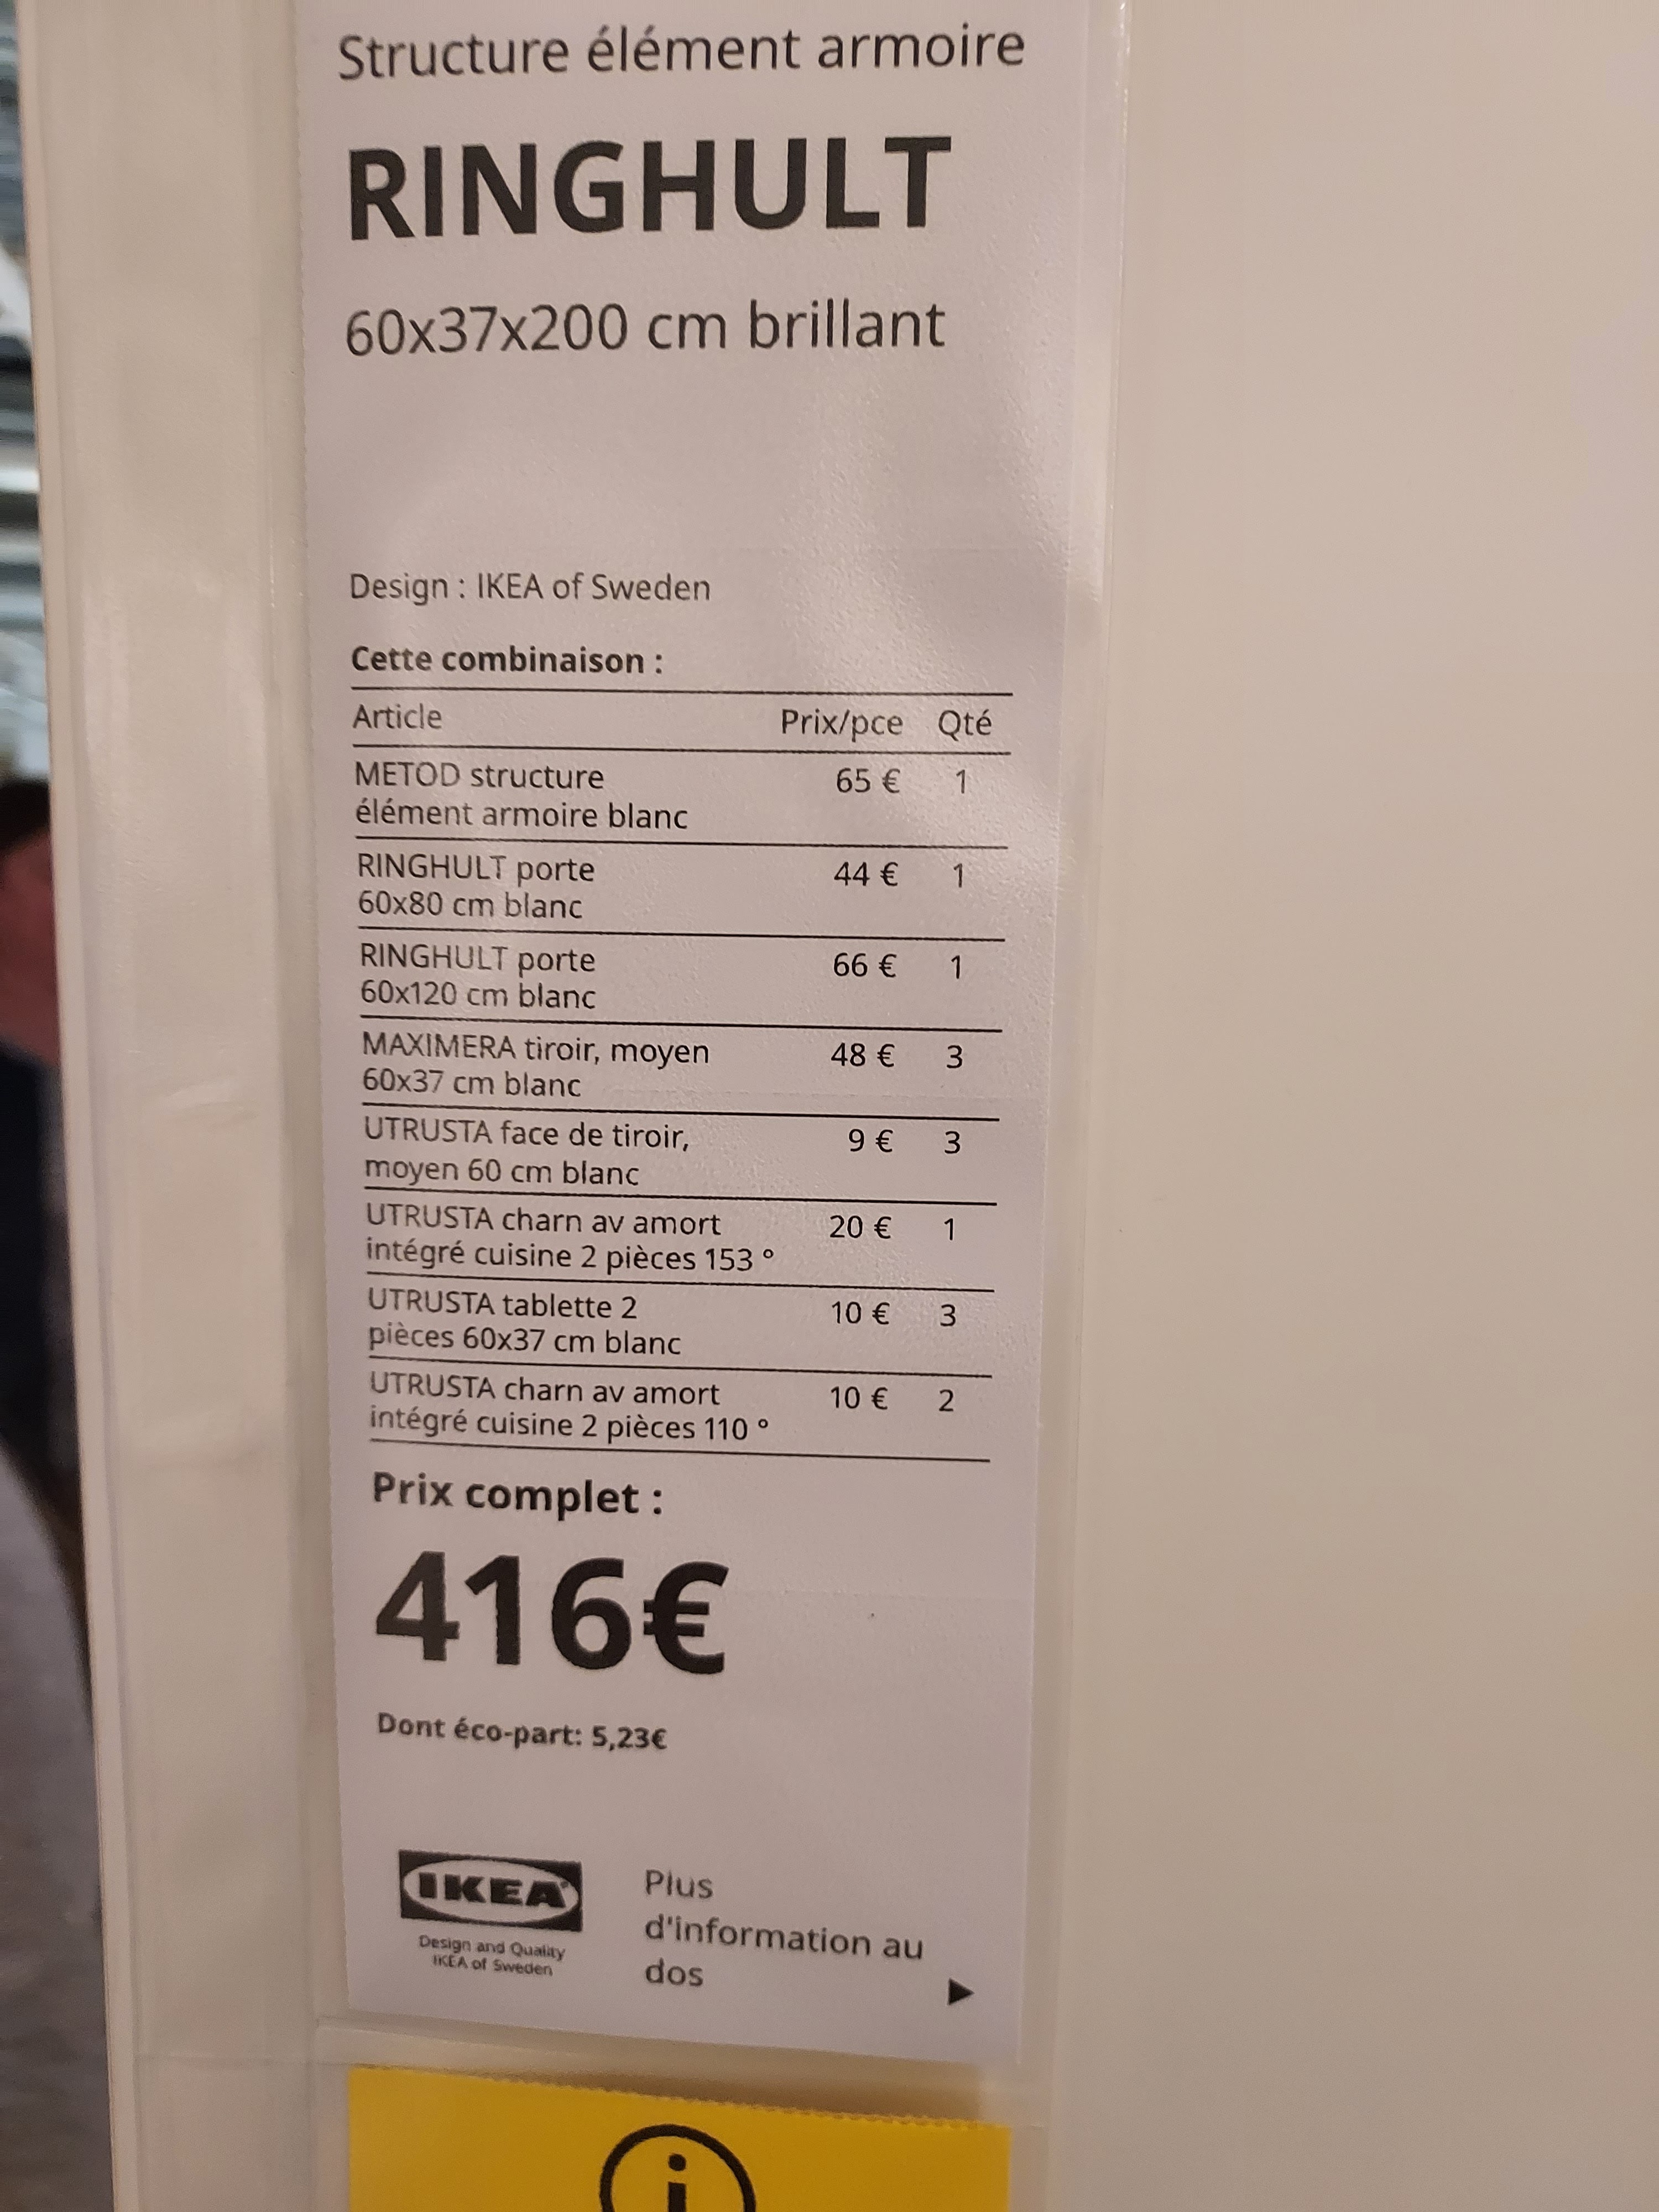 Structure élément armoire
RINGHULT
60x37x200 cm brillant
Design : IKEA of Sweden
Cette combinaison :
Article Prix/pce Qté
METOD structure 65 € 1
élément armoire blanc
RINGHULT porte 44 € 1
60x80 cm blanc
RINGHULT porte 66 € 1
60x120 cm blanc
MAXIMERA tiroir, moyen 48 € 3
60x37 cm blanc
UTRUSTA face de tiroir, 9 € 3
moyen 60 cm blanc
UTRUSTA charn av amort 20 € 1
intégré cuisine 2 pièces 153 °
UTRUSTA tablette 2 10 € 3
pièces 60x37 cm blanc
UTRUSTA charn av amort 10 € 2
intégré cuisine 2 pièces 110 °
Prix complet :
416€
Dont éco-part: 5,23€
IKEA
Design and Quality
IKEA of Sweden
Plus
d'information au
dos
i